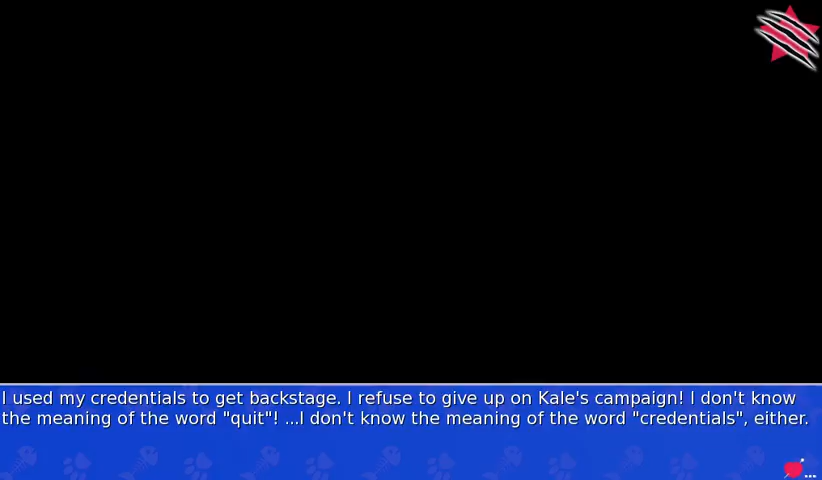 I used my credentials to get backstage. I refuse to give up on Kale's campaign! I don't know
the meaning of the word "quit"! ...I don't know the meaning of the word "credentials", either.
...